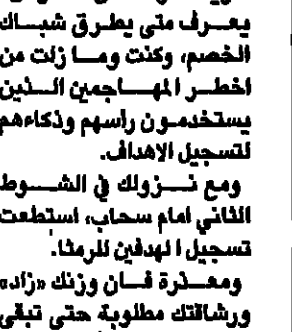 يعرف متى يطرق شباك
الخصم، وكنت وما زلت من
اخطر المهاجمين الذين
يستخدمون رأسهم وذكاءهم
لتسجيل الاهداف.
ومع نزولك في الشوط
الثاني امام سحاب، استطعت
تسجيل الهدفين للرمثا.
ومعذرة فان وزنك «زاد»
ورشاقتك مطلوبة حتى تبقى